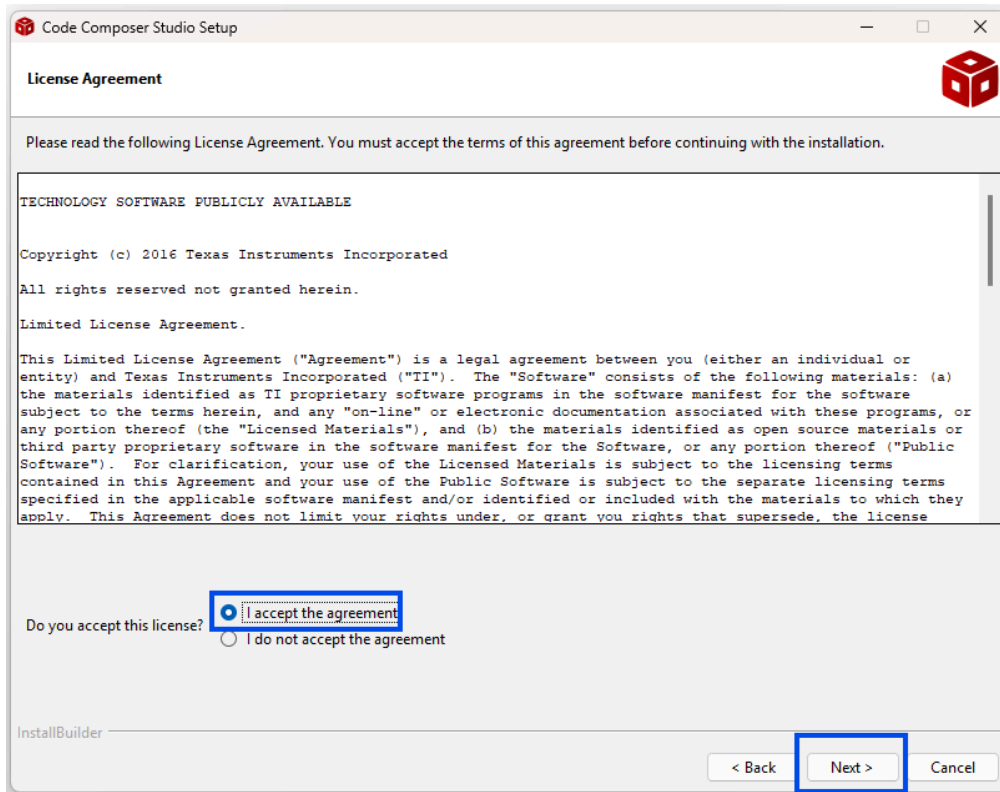 Code Composer Studio Setup
License Agreement
Please read the following License Agreement. You must accept the terms of this agreement before continuing with the installation.
TECHNOLOGY SOFTWARE PUBLICLY AVAILABLE
Copyright (c) 2016 Texas Instruments Incorporated
All rights reserved not granted herein.
Limited License Agreement.
This Limited License Agreement ("Agreement") is a legal agreement between you (either an individual or
entity) and Texas Instruments Incorporated ("TI").  The "Software" consists of the following materials: (a)
the materials identified as TI proprietary software programs in the software manifest for the software
subject to the terms herein, and any "on-line" or electronic documentation associated with these programs, or
any portion thereof (the "Licensed Materials"), and (b) the materials identified as open source materials or
third party proprietary software in the software manifest for the Software, or any portion thereof ("Public
Software").  For clarification, your use of the Licensed Materials is subject to the licensing terms
contained in this Agreement and your use of the Public Software is subject to the separate licensing terms
specified in the applicable software manifest and/or identified or included with the materials to which they
apply.  This Agreement does not limit your rights under, or grant you rights that supersede, the license
Do you accept this license?
I accept the agreement
I do not accept the agreement
InstallBuilder
< Back Next > Cancel